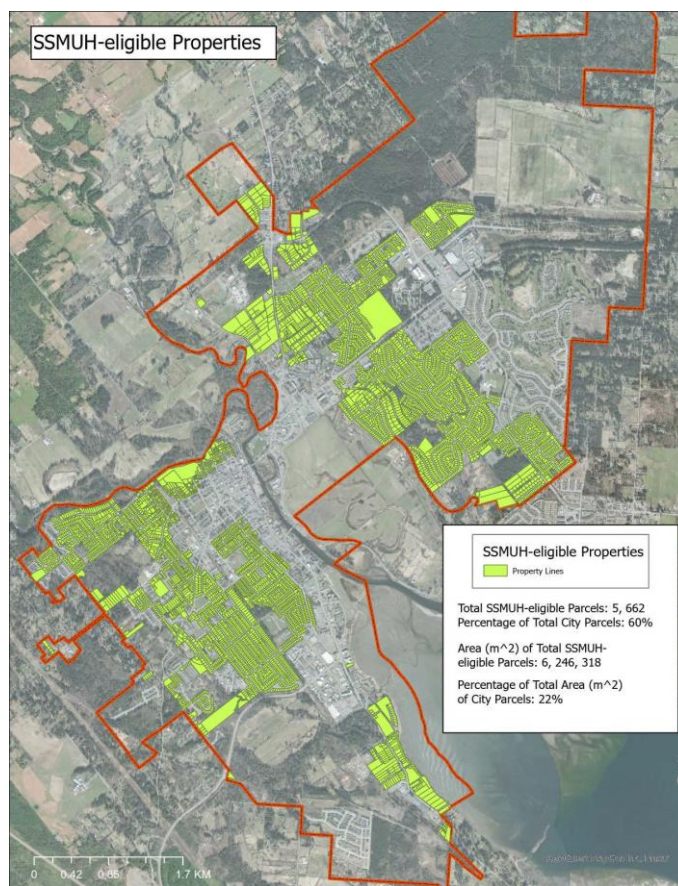 SSMUH-eligible Properties
SSMUH-eligible Properties
Property Lines
Total SSMUH-eligible Parcels: 5, 662
Percentage of Total City Parcels: 60%
Area (m^2) of Total SSMUH-
eligible Parcels: 6, 246, 318
Percentage of Total Area (m^2)
of City Parcels: 22%
0 0.42 0.85 1.7 KM